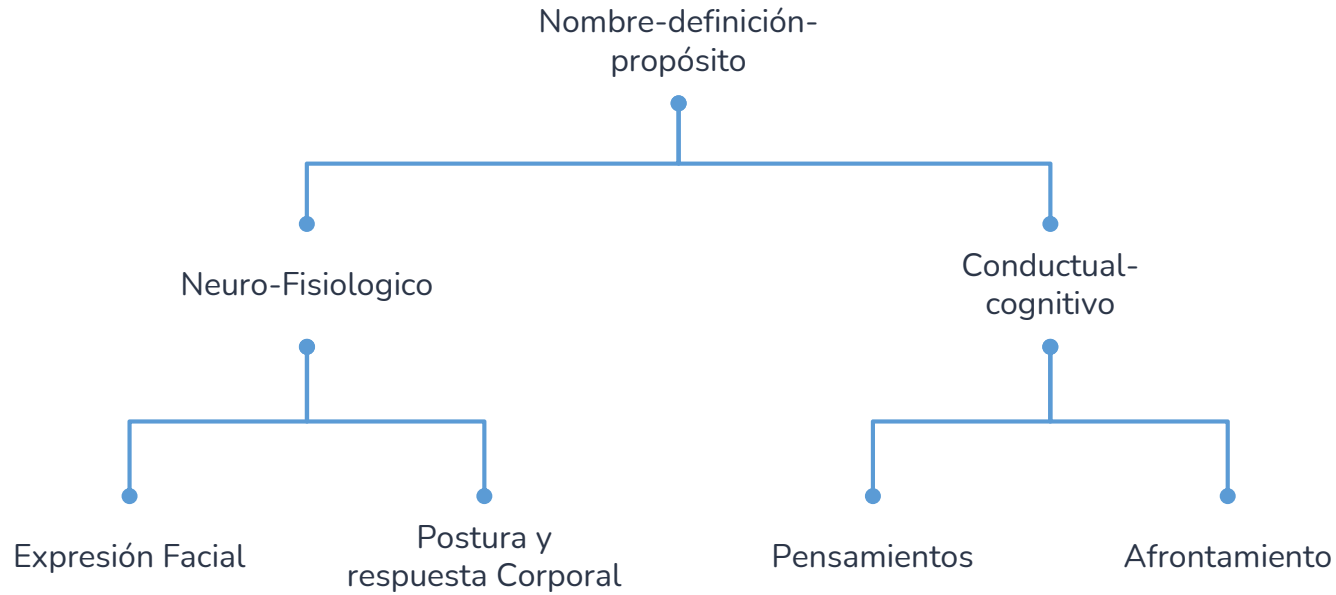 Nombre-definición-
propósito
Neuro-Fisiologico
Conductual-
cognitivo
Expresión Facial
Postura y
respuesta Corporal
Pensamientos
Afrontamiento